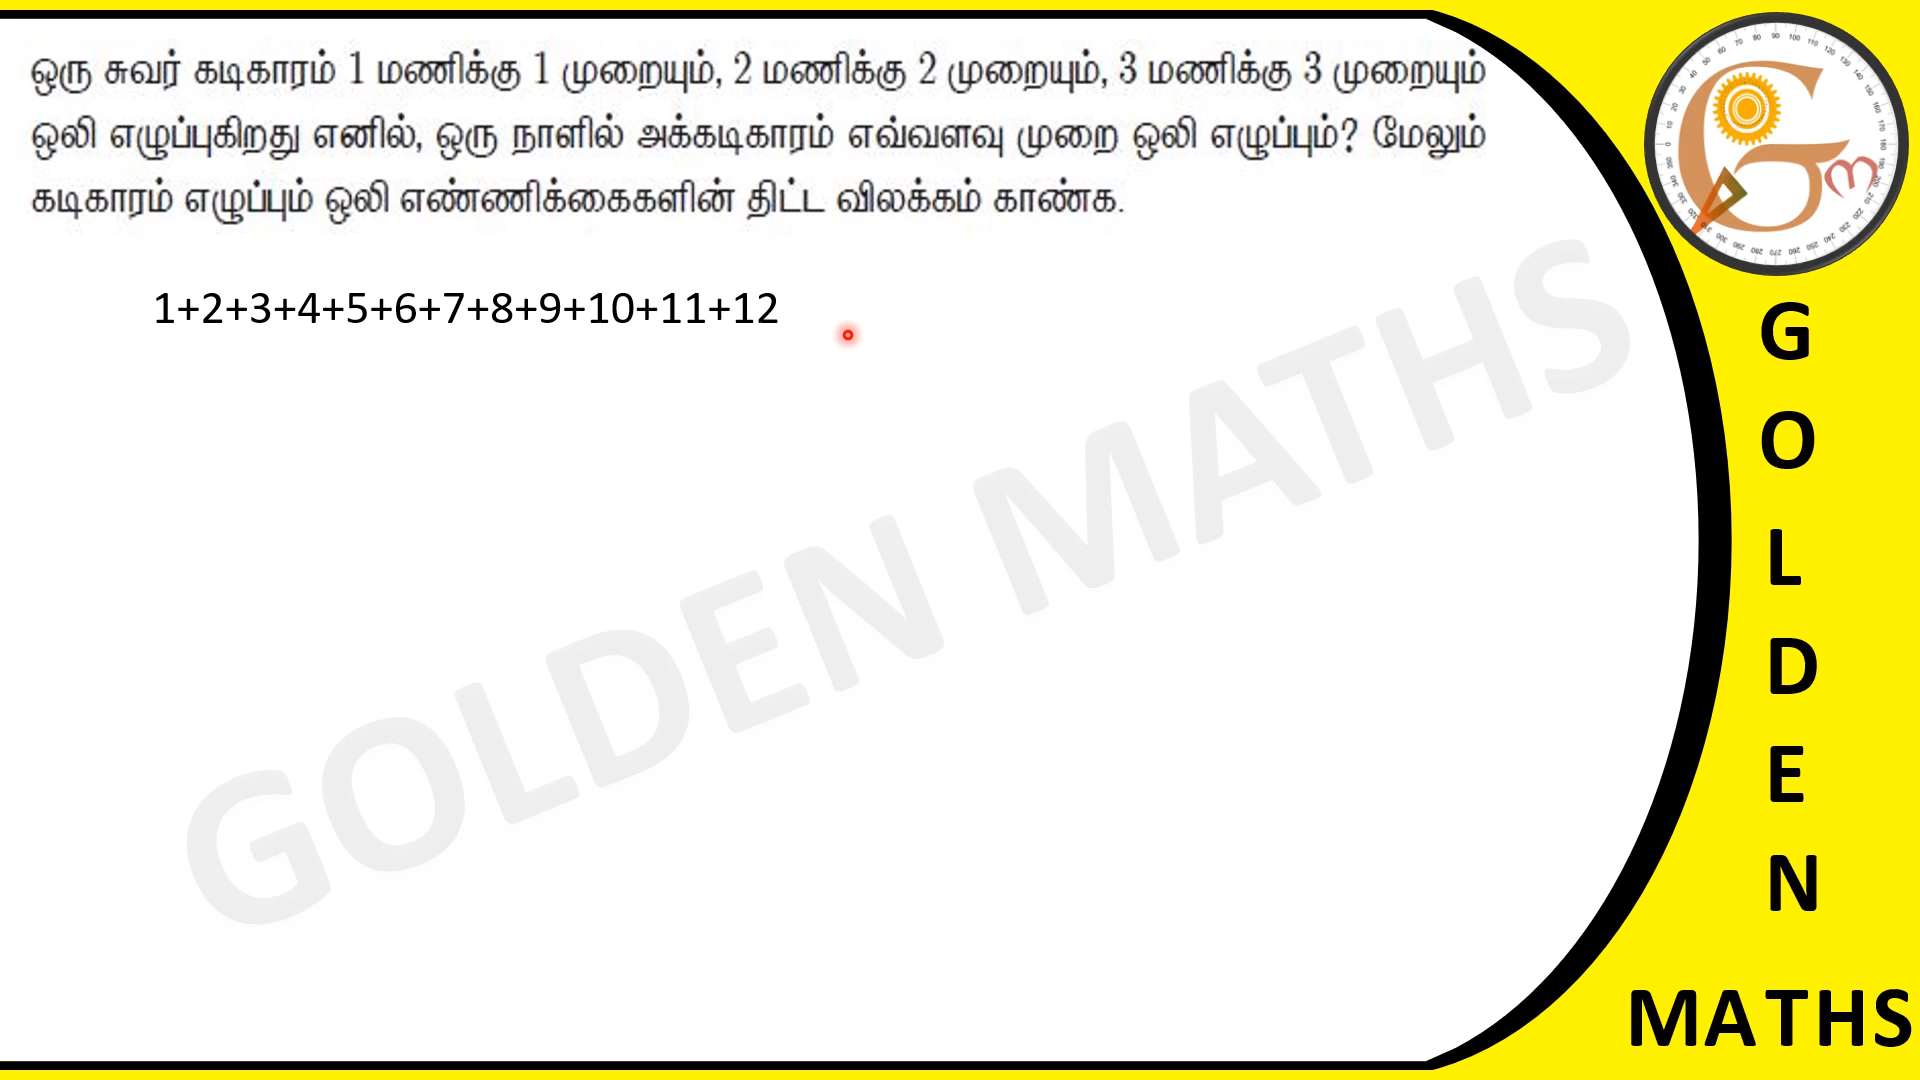 ஒரு சுவர் கடிகாரம் 1 மணிக்கு 1 முறையும், 2 மணிக்கு 2 முறையும், 3 மணிக்கு 3 முறையும்
ஒலி எழுப்புகிறது எனில், ஒரு நாளில் அக்கடிகாரம் எவ்வளவு முறை ஒலி எழுப்பும்? மேலும்
கடிகாரம் எழுப்பும் ஒலி எண்ணிக்கைகளின் திட்ட விலக்கம் காண்க.
1+2+3+4+5+6+7+8+9+10+11+12
GOLDEN MATHS
G
O
L
D
E
N
MATHS